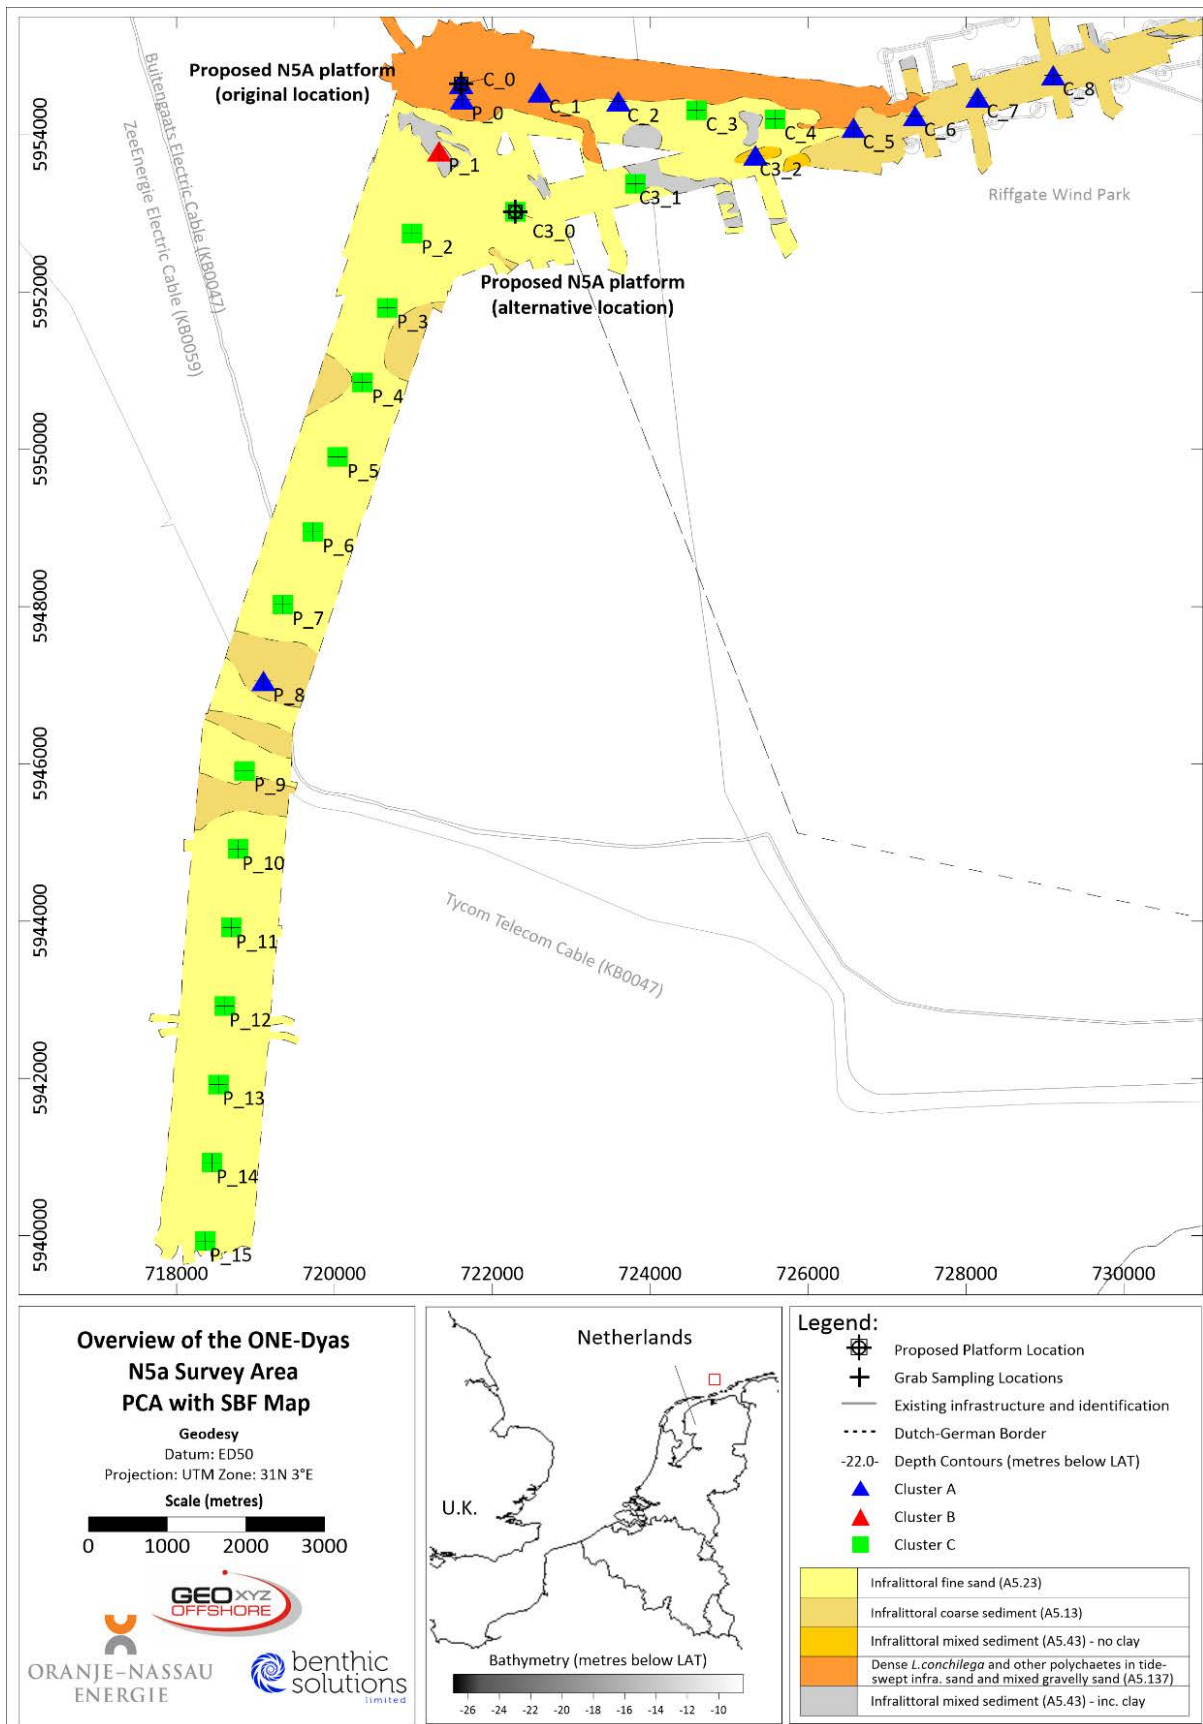 Proposed N5A platform
(original location)
C_0
P_0
C_1
C_2
C_3
C_4
C_5
C_6
C_7
C_8
P_1
C3_2
C3_1
C3_0
Riffgate Wind Park
Buitengaats Electric Cable (KB0047)
ZeeEnergie Electric Cable (KB0059)
Proposed N5A platform
(alternative location)
P_2
P_3
P_4
P_5
P_6
P_7
P_8
P_9
P_10
P_11
P_12
P_13
P_14
P_15
Tycom Telecom Cable (KB0047)
5954000
5952000
5950000
5948000
5946000
5944000
5942000
5940000
718000 720000 722000 724000 726000 728000 730000
Overview of the ONE-Dyas
N5a Survey Area
PCA with SBF Map
Geodesy
Datum: ED50
Projection: UTM Zone: 31N 3°E
Scale (metres)
0 1000 2000 3000
GEO XYZ
OFFSHORE
ORANJE-NASSAU
ENERGIE
benthic
solutions
limited
Netherlands
U.K.
Bathymetry (metres below LAT)
-26 -24 -22 -20 -18 -16 -14 -12 -10
Legend:
Proposed Platform Location
Grab Sampling Locations
Existing infrastructure and identification
Dutch-German Border
-22.0- Depth Contours (metres below LAT)
Cluster A
Cluster B
Cluster C
Infralittoral fine sand (A5.23)
Infralittoral coarse sediment (A5.13)
Infralittoral mixed sediment (A5.43) - no clay
Dense L.conchilega and other polychaetes in tide-
swept infra. sand and mixed gravelly sand (A5.137)
Infralittoral mixed sediment (A5.43) - inc. clay